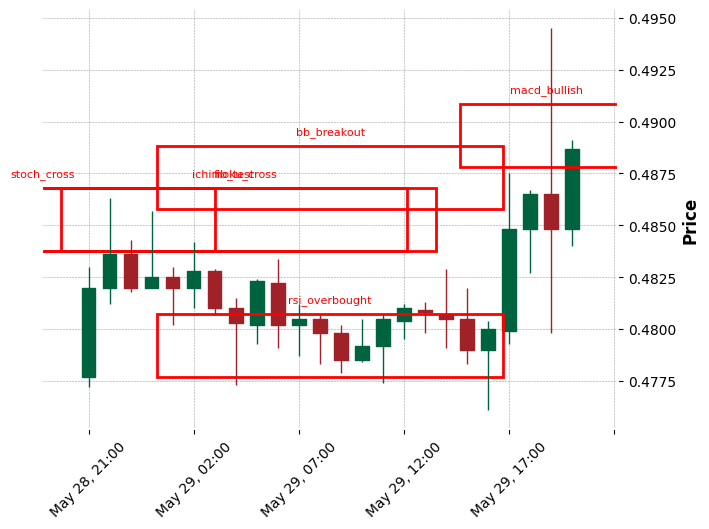 0.4950
0.4925
macd_bullish
0.4900
bb_breakout
0.4875
stoch_cross
0.4850
Price
0.4825
rsi_overbought
0.4800
0.4775
May 28, 21:00
May 29, 02:00
May 29, 07:00
May 29, 12:00
May 29, 17:00